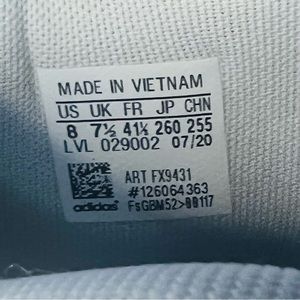 MADE IN VIETNAM
US UK FR JP CHN
8 7½ 41⅓ 260 255
LVL 029002 07/20
ART FX9431
#126064363
adidas FsGBM52>00117